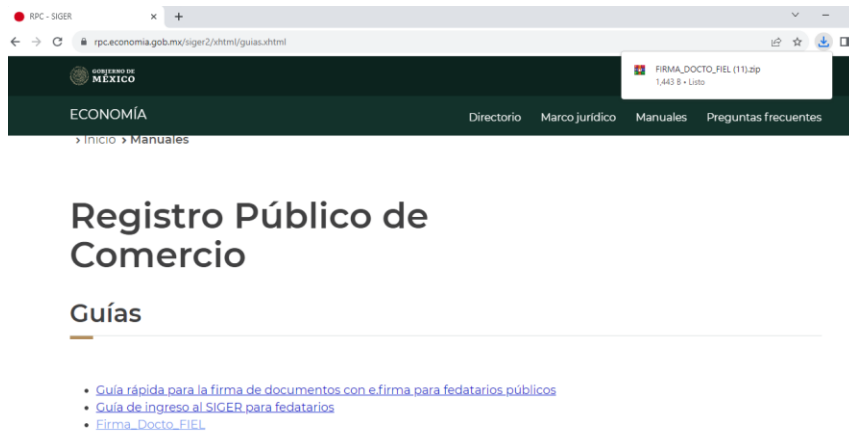 RPC - SIGER
rpc.economia.gob.mx/siger2/xhtml/guias.xhtml
FIRMA_DOCTO_FIEL (11).zip
1,443 B • Listo
GOBIERNO DE
MÉXICO
ECONOMÍA
Directorio Marco jurídico Manuales Preguntas frecuentes
> Inicio > Manuales
Registro Público de
Comercio
Guías
• Guía rápida para la firma de documentos con e.firma para fedatarios públicos
• Guía de ingreso al SIGER para fedatarios
• Firma_Docto_FIEL